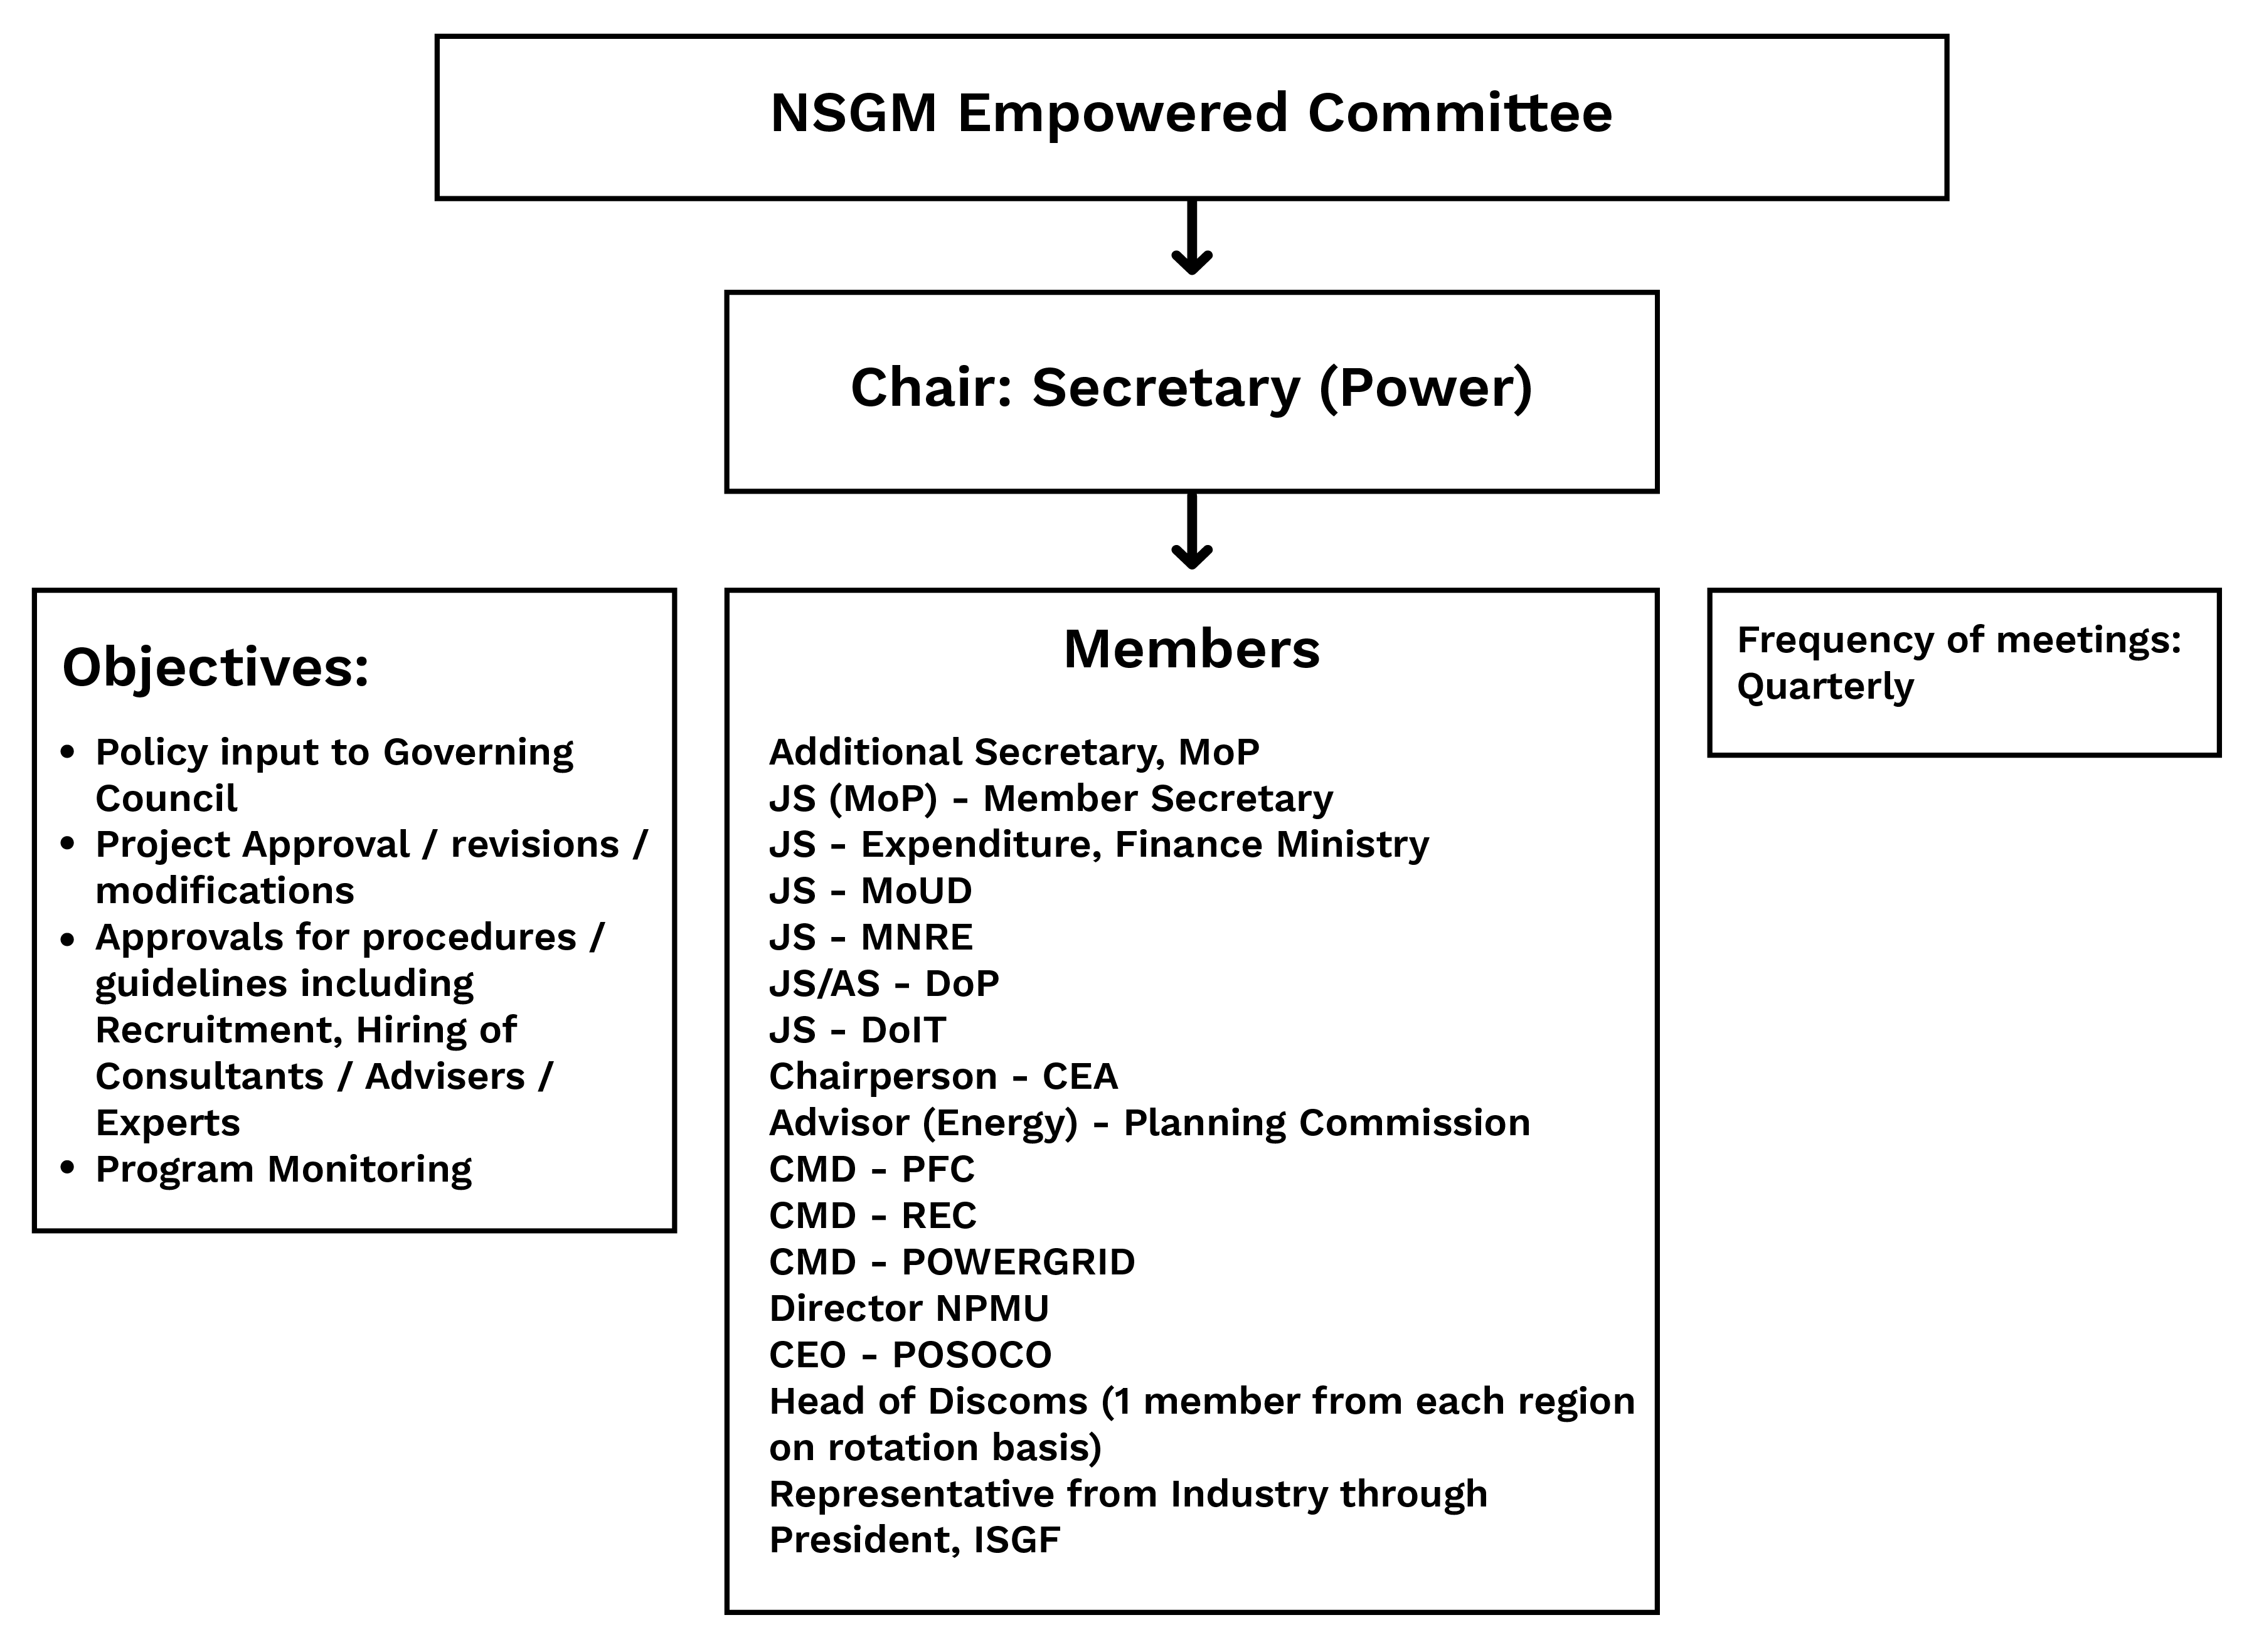 NSGM Empowered Committee
Chair: Secretary (Power)
Objectives:
• Policy input to Governing
Council
• Project Approval / revisions /
modifications
• Approvals for procedures /
guidelines including
Recruitment, Hiring of
Consultants / Advisers /
Experts
• Program Monitoring
Members
Additional Secretary, MoP
JS (MoP) - Member Secretary
JS - Expenditure, Finance Ministry
JS - MoUD
JS - MNRE
JS/AS - DoP
JS - DoIT
Chairperson - CEA
Advisor (Energy) - Planning Commission
CMD - PFC
CMD - REC
CMD - POWERGRID
Director NPMU
CEO - POSOCO
Head of Discoms (1 member from each region
on rotation basis)
Representative from Industry through
President, ISGF
Frequency of meetings:
Quarterly